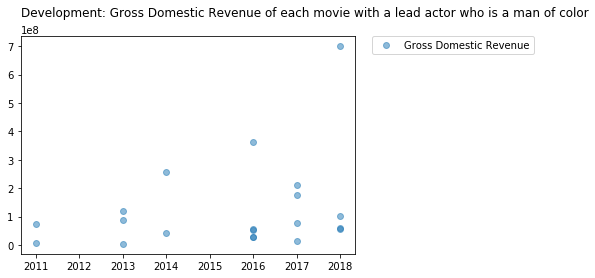 Development: Gross Domestic Revenue of each movie with a lead actor who is a man of color
1e8
Gross Domestic Revenue
7
6
5
4
3
2
1
0
2011 2012 2013 2014 2015 2016 2017 2018